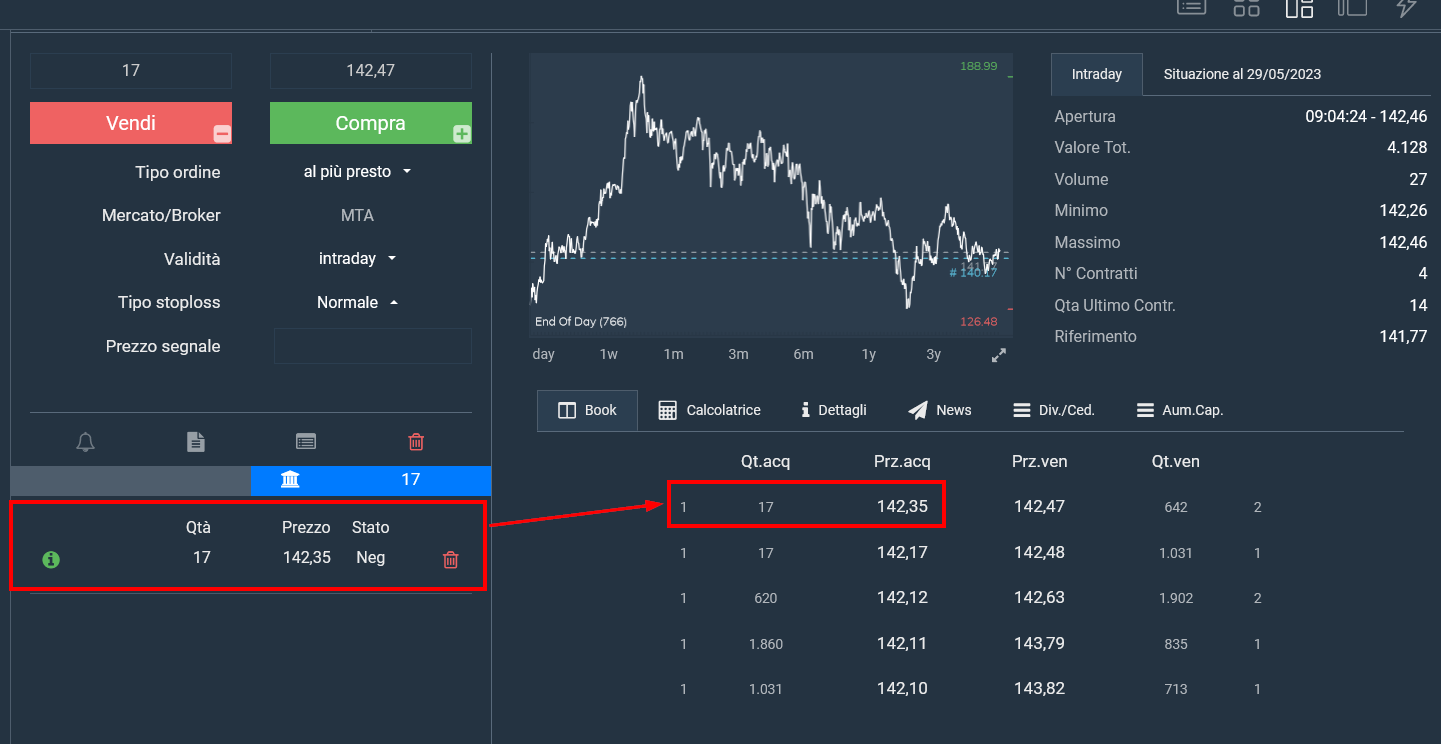 17
142,47
Vendi
Compra
Tipo ordine al più presto
Mercato/Broker MTA
Validità intraday
Tipo stoploss Normale
Prezzo segnale
17
Qtà Prezzo Stato
17 142,35 Neg
188.99
# 140.17
End Of Day (766)
126.48
day 1w 1m 3m 6m 1y 3y
Intraday Situazione al 29/05/2023
Apertura 09:04:24 - 142,46
Valore Tot. 4.128
Volume 27
Minimo 142,26
Massimo 142,46
N° Contratti 4
Qta Ultimo Contr. 14
Riferimento 141,77
Book Calcolatrice Dettagli News Div./Ced. Aum.Cap.
Qt.acq Prz.acq Prz.ven Qt.ven
1 17 142,35 142,47 642 2
1 17 142,17 142,48 1.031 1
1 620 142,12 142,63 1.902 2
1 1.860 142,11 143,79 835 1
1 1.031 142,10 143,82 713 1